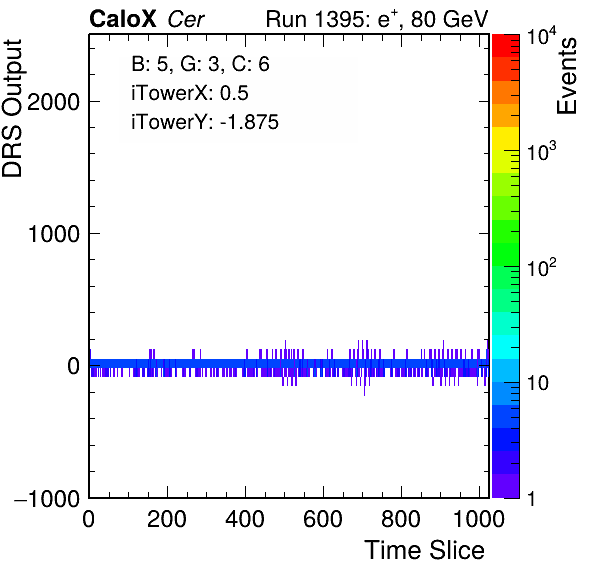 CaloX Cer Run 1395: e+, 80 GeV
B: 5, G: 3, C: 6
iTowerX: 0.5
iTowerY: -1.875
DRS Output
2000
1000
0
−1000
0 200 400 600 800 1000
Time Slice
Events
10^4
10^3
10^2
10
1